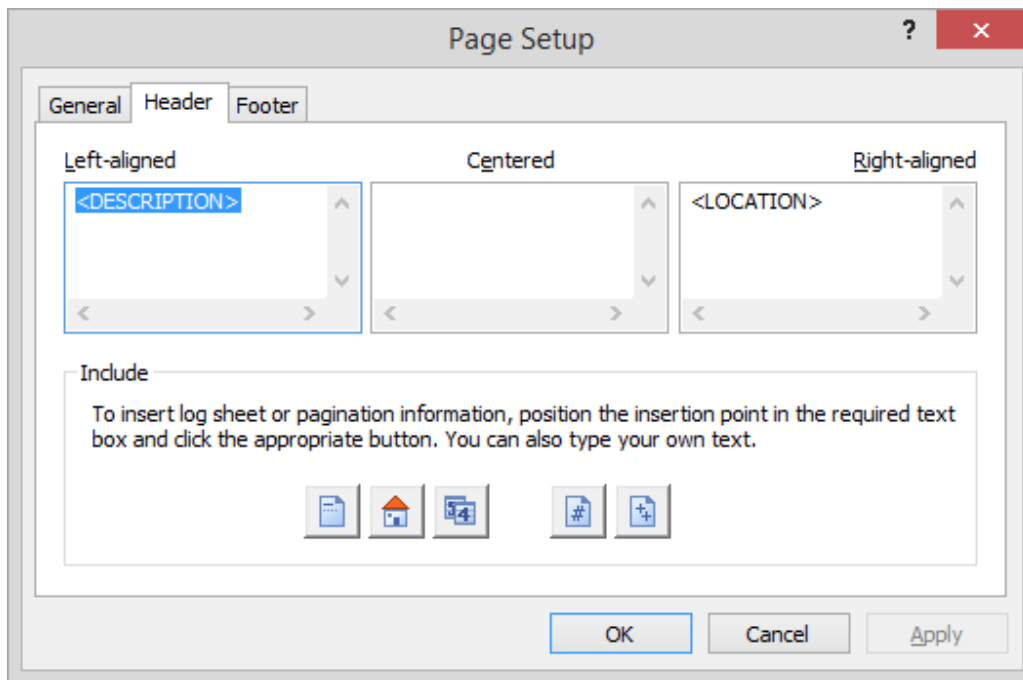 Page Setup
?
General Header Footer
Left-aligned Centered Right-aligned
<DESCRIPTION> <LOCATION>
Include
To insert log sheet or pagination information, position the insertion point in the required text
box and click the appropriate button. You can also type your own text.
54 # ++
OK Cancel Apply